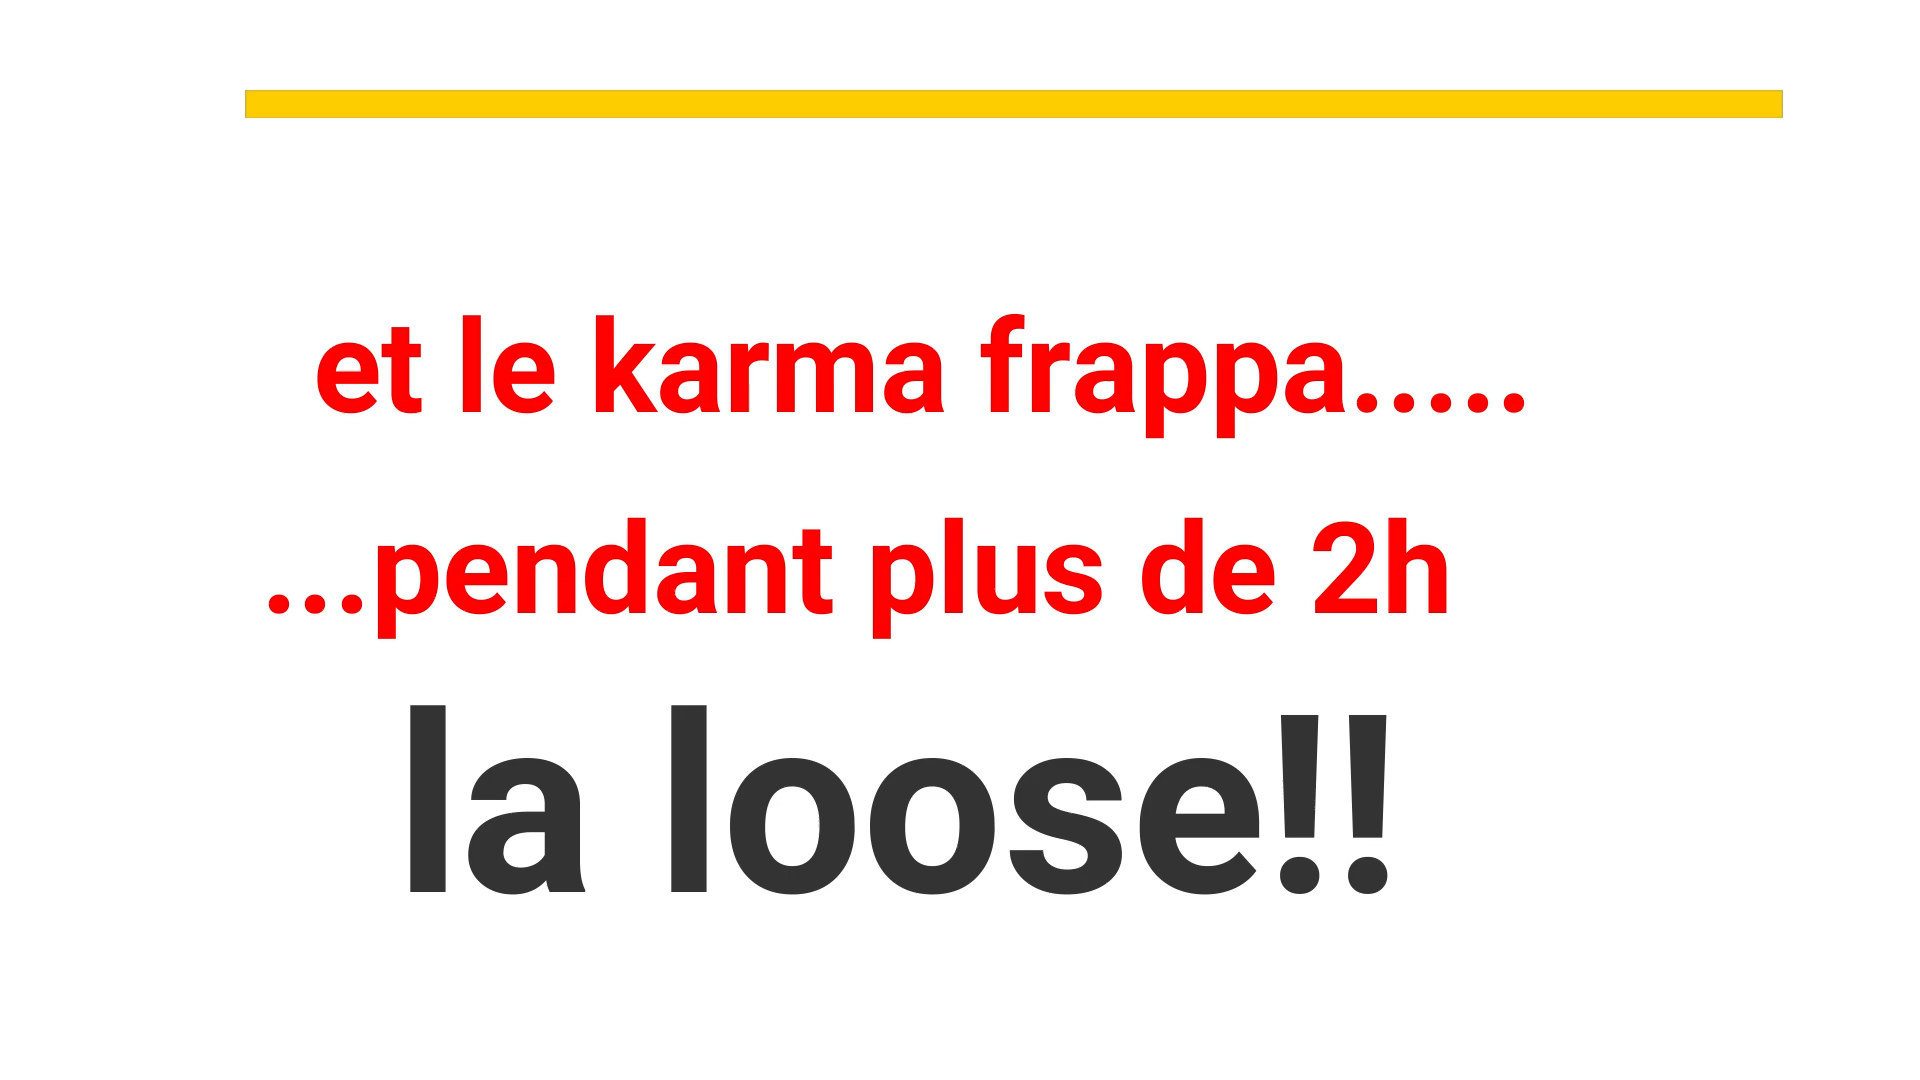 et le karma frappa.....
...pendant plus de 2h
la loose!!